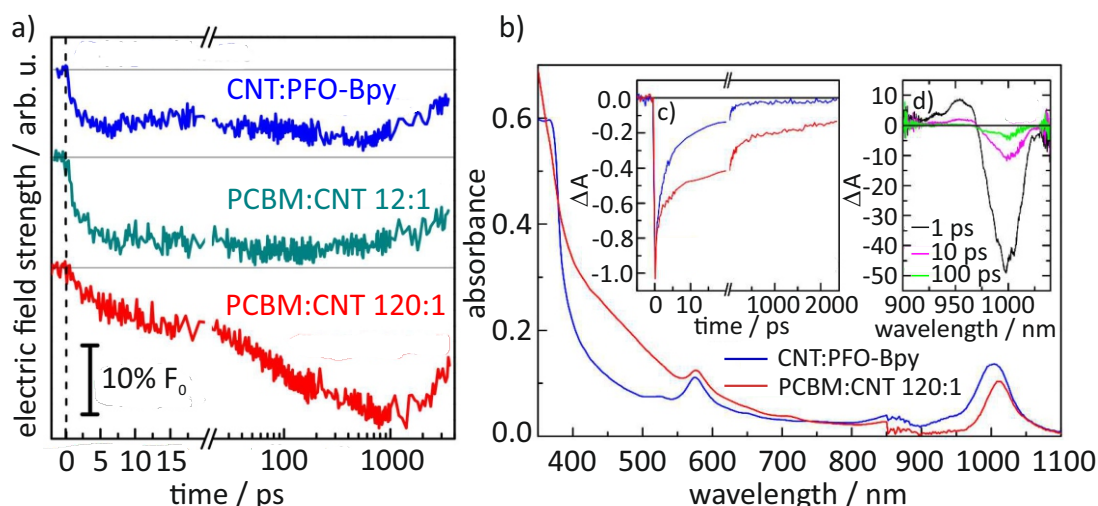 a)
electric field strength / arb. u.
CNT:PFO-Bpy
PCBM:CNT 12:1
PCBM:CNT 120:1
10% F₀
0 5 10 15 100 1000
time / ps
b)
absorbance
0.6
0.4
0.2
0.0
400 500 600 700 800 900 1000 1100
wavelength / nm
CNT:PFO-Bpy
PCBM:CNT 120:1
c)
ΔA
0.0
-0.2
-0.4
-0.6
-0.8
-1.0
0 10 1000 2000
time / ps
d)
ΔA
10
0
-10
-20
-30
-40
-50
1 ps
10 ps
100 ps
900 950 1000
wavelength / nm